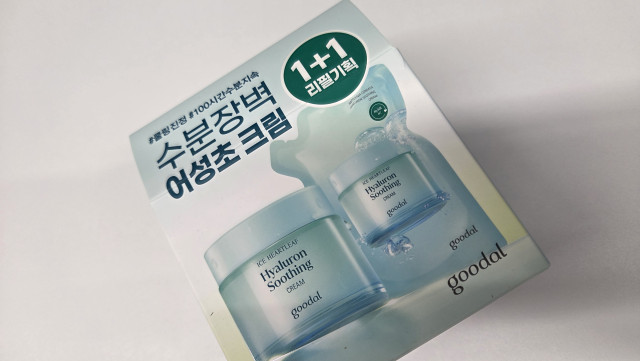 #쿨링진정 #100시간수분지속
수분장벽
어성초 크림
1+1
리필기획
ICE HEARTLEAF
Hyaluron
Soothing
CREAM
goodal
Hyaluron
Soothing
CREAM
goodal
goodal
goodal